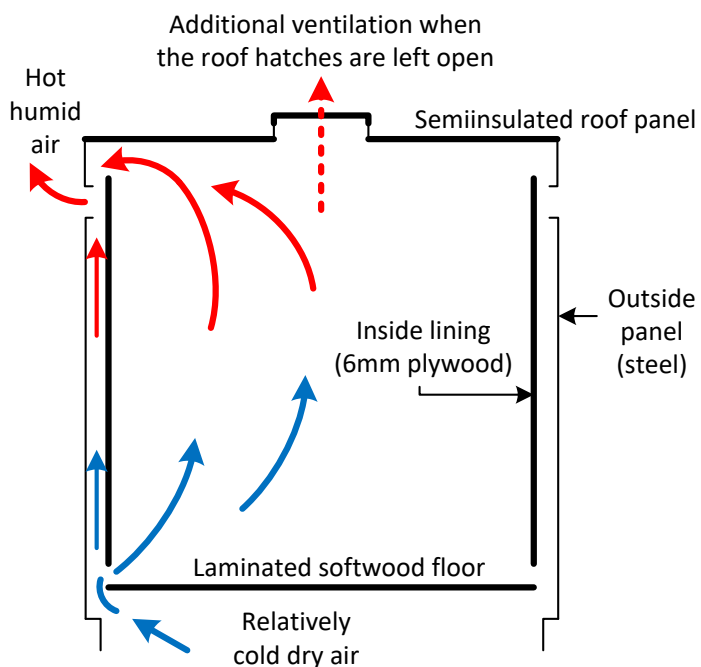 Additional ventilation when
the roof hatches are left open
Hot
humid
air
Semiinsulated roof panel
Outside
panel
(steel)
Inside lining
(6mm plywood)
Laminated softwood floor
Relatively
cold dry air